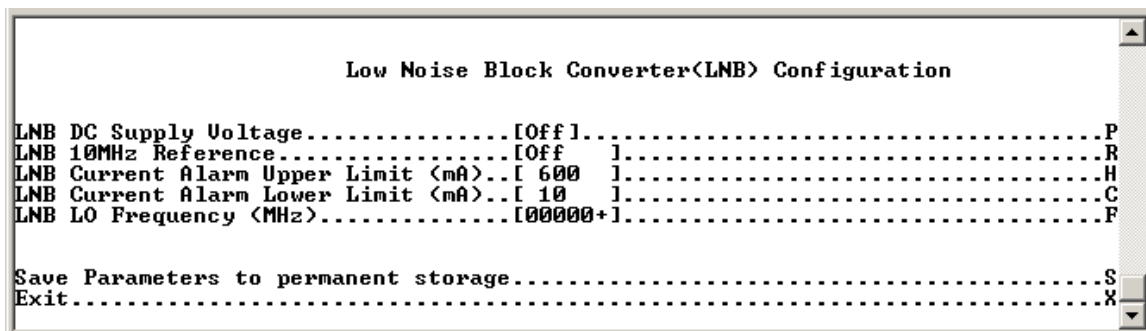 Low Noise Block Converter(LNB) Configuration
LNB DC Supply Voltage...............[Off]......................................P
LNB 10MHz Reference.................[Off   ]...................................R
LNB Current Alarm Upper Limit (mA)..[ 600   ]...................................H
LNB Current Alarm Lower Limit (mA)..[ 10    ]...................................C
LNB LO Frequency (MHz)..............[00000+]...................................F
Save Parameters to permanent storage...........................................S
Exit...........................................................................X